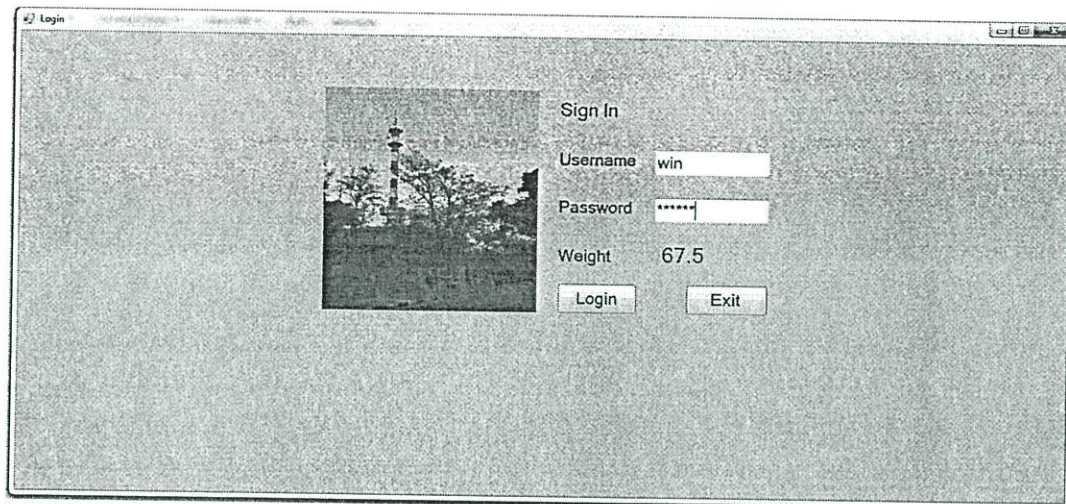 Login
Sign In
Username win
Password ******
Weight 67.5
Login Exit